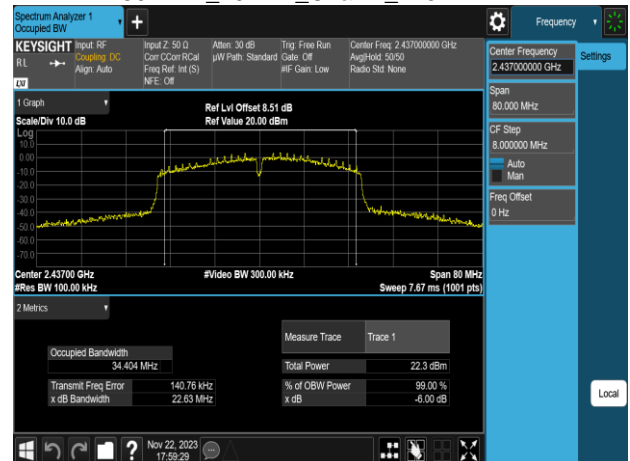 Spectrum Analyzer 1
Occupied BW
Frequency
KEYSIGHT
RL
LXI
Input: RF
Coupling: DC
Align: Auto
Input Z: 50 Ω
Corr CCorr RCal
Freq Ref: Int (S)
NFE: Off
Atten: 30 dB
µW Path: Standard
Trig: Free Run
Gate: Off
#IF Gain: Low
Center Freq: 2.437000000 GHz
Avg|Hold: 50/50
Radio Std: None
Center Frequency
2.437000000 GHz
Settings
Span
80.000 MHz
CF Step
8.000000 MHz
Auto
Man
Freq Offset
0 Hz
1 Graph
Scale/Div 10.0 dB
Ref Lvl Offset 8.51 dB
Ref Value 20.00 dBm
Log
10.0
0.00
-10.0
-20.0
-30.0
-40.0
-50.0
-60.0
-70.0
Center 2.43700 GHz
#Video BW 300.00 kHz
Span 80 MHz
#Res BW 100.00 kHz
Sweep 7.67 ms (1001 pts)
2 Metrics
Measure Trace
Trace 1
Occupied Bandwidth
34.404 MHz
Total Power
22.3 dBm
Transmit Freq Error
140.76 kHz
% of OBW Power
99.00 %
x dB Bandwidth
22.63 MHz
x dB
-6.00 dB
Local
?
Nov 22, 2023
17:59:29